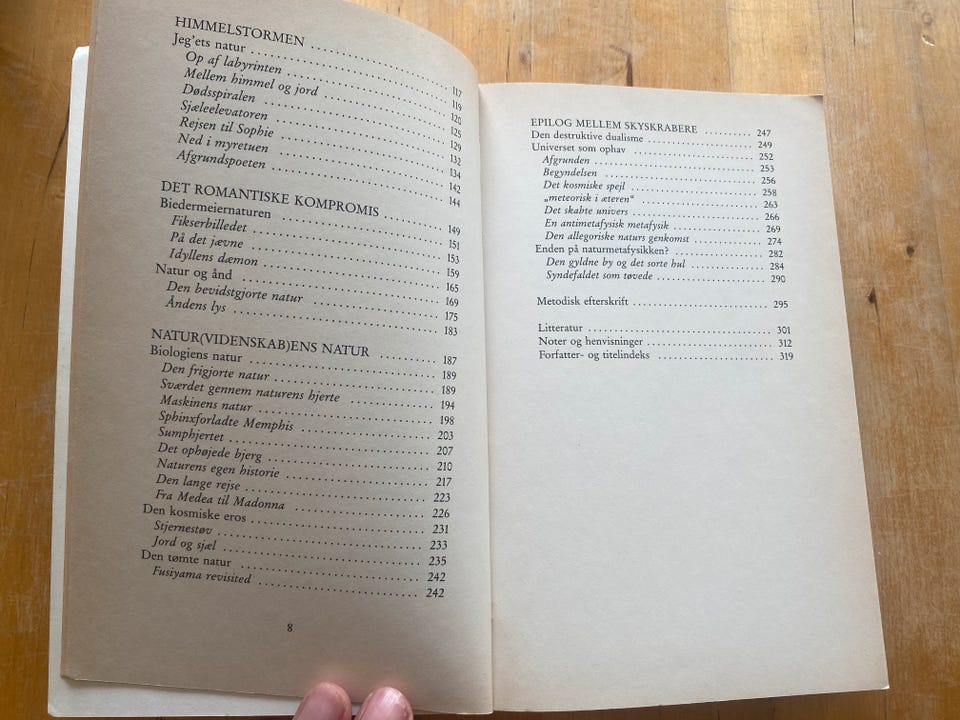 HIMMELSTORMEN ........ 117
Jeg'ets natur ........ 119
Op af labyrinten ........ 120
Mellem himmel og jord ........ 125
Dødsspiralen ........ 129
Sjæleelevatoren ........ 132
Rejsen til Sophie ........ 134
Ned i myretuen ........ 142
Afgrundspoeten ........ 144
DET ROMANTISKE KOMPROMIS ........ 149
Biedermeiernaturen ........ 151
Fikserbilledet ........ 153
På det jævne ........ 159
Idyllens dæmon ........ 165
Natur og ånd ........ 169
Den bevidstgjorte natur ........ 175
Åndens lys ........ 183
NATUR(VIDENSKAB)ENS NATUR ........ 187
Biologiens natur ........ 189
Den frigjorte natur ........ 189
Sværdet gennem naturens hjerte ........ 194
Maskinens natur ........ 198
Sphinxforladte Memphis ........ 203
Sumphjertet ........ 207
Det ophøjede bjerg ........ 210
Naturens egen historie ........ 217
Den lange rejse ........ 223
Fra Medea til Madonna ........ 226
Den kosmiske eros ........ 231
Stjernestøv ........ 233
Jord og sjæl ........ 235
Den tømte natur ........ 242
Fusiyama revisited ........ 242
8
EPILOG MELLEM SKYSKRABERE ........ 247
Den destruktive dualisme ........ 249
Universet som ophav ........ 252
Afgrunden ........ 253
Begyndelsen ........ 256
Det kosmiske spejl ........ 258
„meteorisk i æteren“ ........ 263
Det skabte univers ........ 266
En antimetafysisk metafysik ........ 269
Den allegoriske naturs genkomst ........ 274
Enden på naturmetafysikken? ........ 282
Den gyldne by og det sorte hul ........ 284
Syndefaldet som tøvede ........ 290
Metodisk efterskrift ........ 295
Litteratur ........ 301
Noter og henvisninger ........ 312
Forfatter- og titelindeks ........ 319